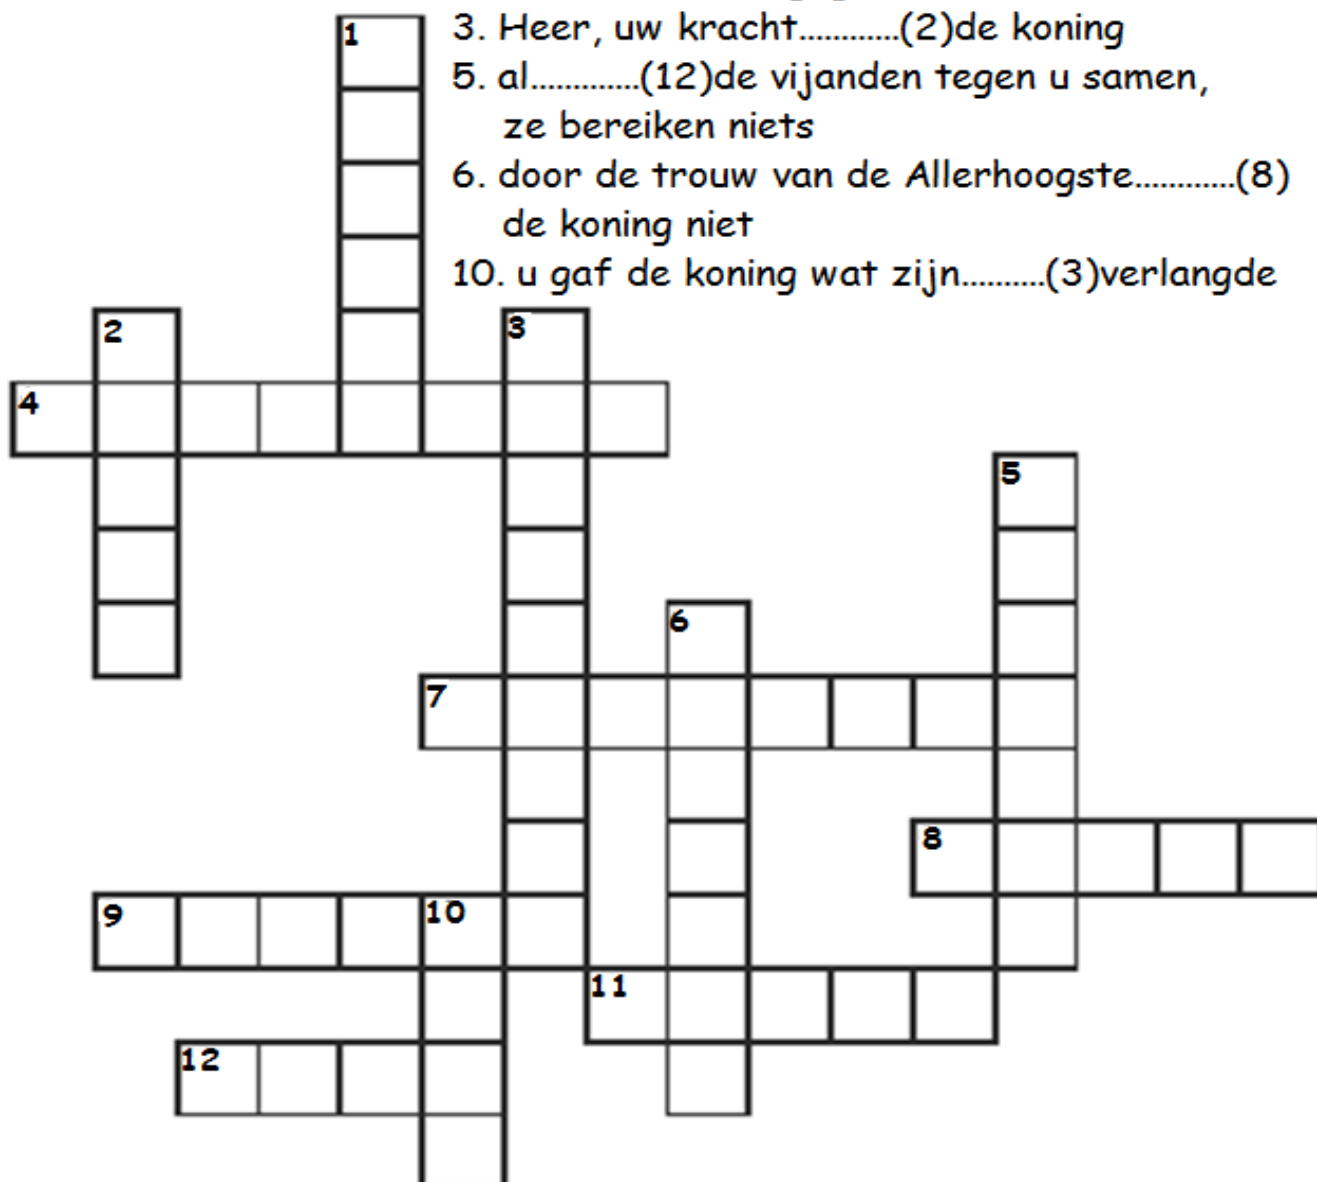 3. Heer, uw kracht............(2)de koning
5. al.............(12)de vijanden tegen u samen,
ze bereiken niets
6. door de trouw van de Allerhoogste............(8)
de koning niet
10. u gaf de koning wat zijn..........(3)verlangde
1
2
3
4
5
6
7
8
9
10
11
12